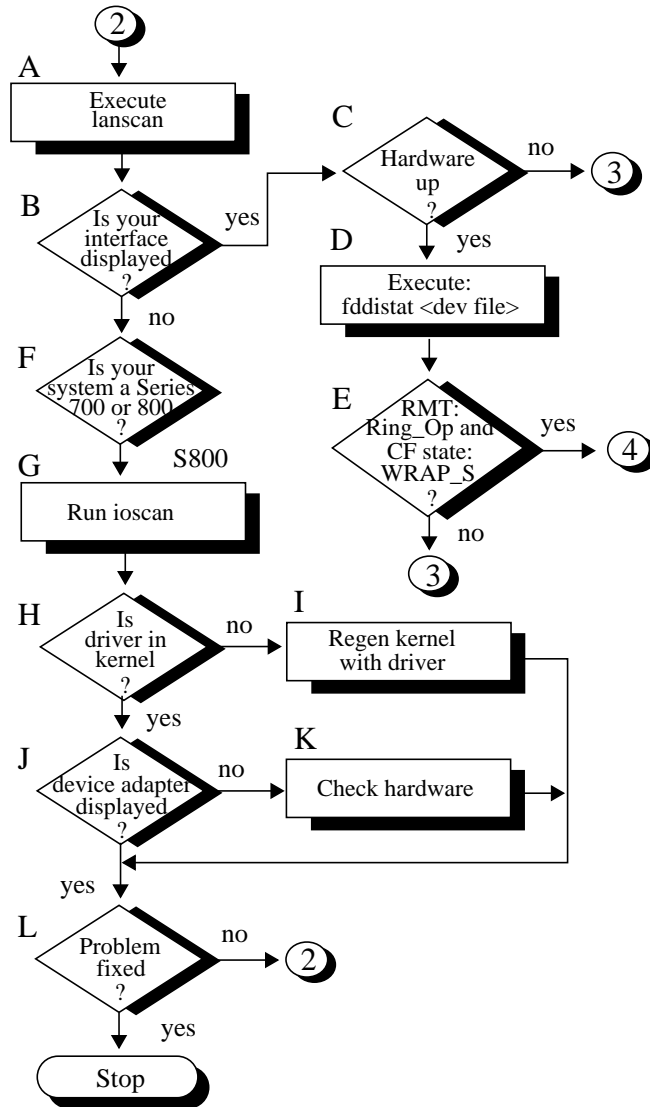 2
A
Execute
lanscan
B
Is your
interface
displayed
?
yes
no
C
Hardware
up
?
no
3
yes
D
Execute:
fddistat <dev file>
E
RMT:
Ring_Op and
CF state:
WRAP_S
?
yes
4
no
3
F
Is your
system a Series
700 or 800
?
S800
G
Run ioscan
H
Is
driver in
kernel
?
no
I
Regen kernel
with driver
yes
J
Is
device adapter
displayed
?
no
K
Check hardware
yes
L
Problem
fixed
?
no
2
yes
Stop